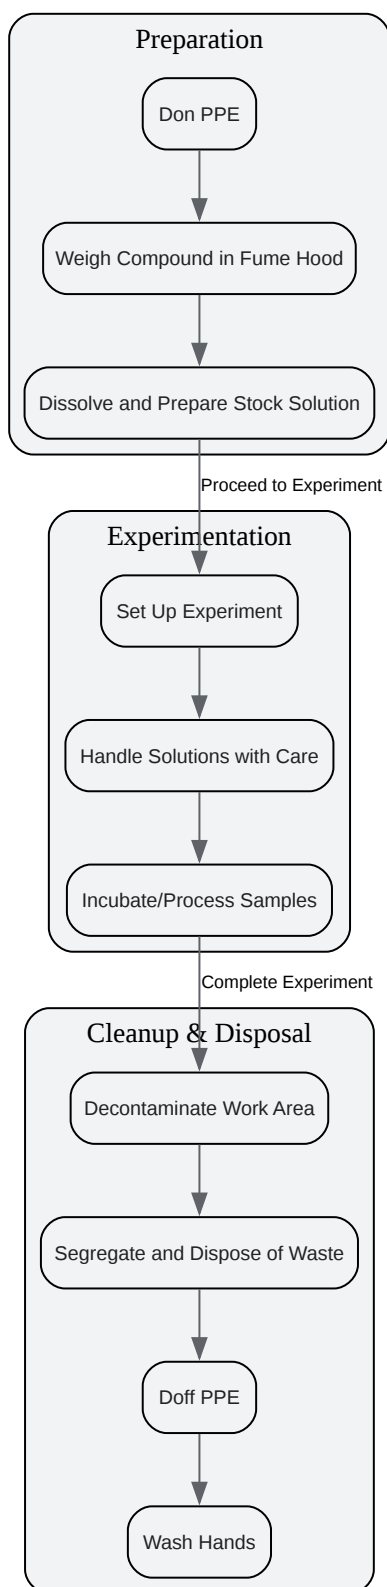 Preparation
Don PPE
Weigh Compound in Fume Hood
Dissolve and Prepare Stock Solution
Proceed to Experiment
Experimentation
Set Up Experiment
Handle Solutions with Care
Incubate/Process Samples
Complete Experiment
Cleanup & Disposal
Decontaminate Work Area
Segregate and Dispose of Waste
Doff PPE
Wash Hands